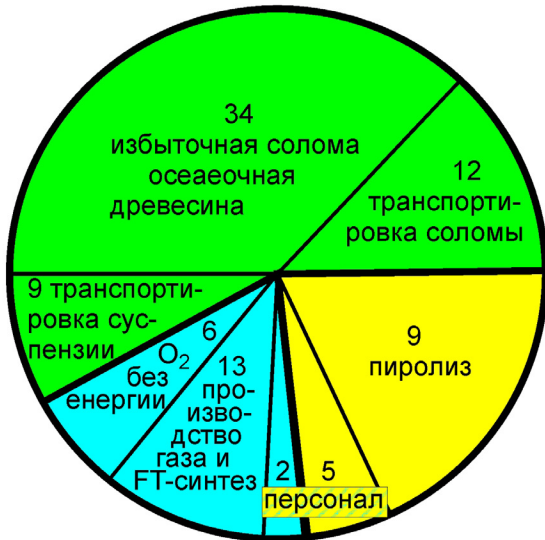 34
избыточная солома
осеаеочная
древесина
12
транспорти-
ровка соломы
9 транспорти-
ровка сус-
пензии
6
O₂
без
энергии
13
про-
изво-
дство
газа и
FT-синтез
2
5
персонал
9
пиролиз